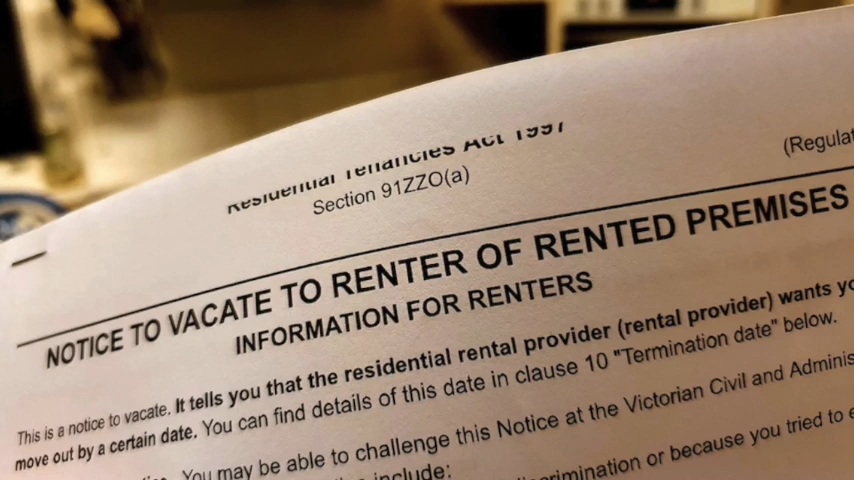 Residential Tenancies Act 1997
Section 91ZZO(a)
(Regulat
NOTICE TO VACATE TO RENTER OF RENTED PREMISES
INFORMATION FOR RENTERS
This is a notice to vacate. It tells you that the residential rental provider (rental provider) wants yo
move out by a certain date. You can find details of this date in clause 10 "Termination date" below.
You may be able to challenge this Notice at the Victorian Civil and Adminis
include:
crimination or because you tried to e